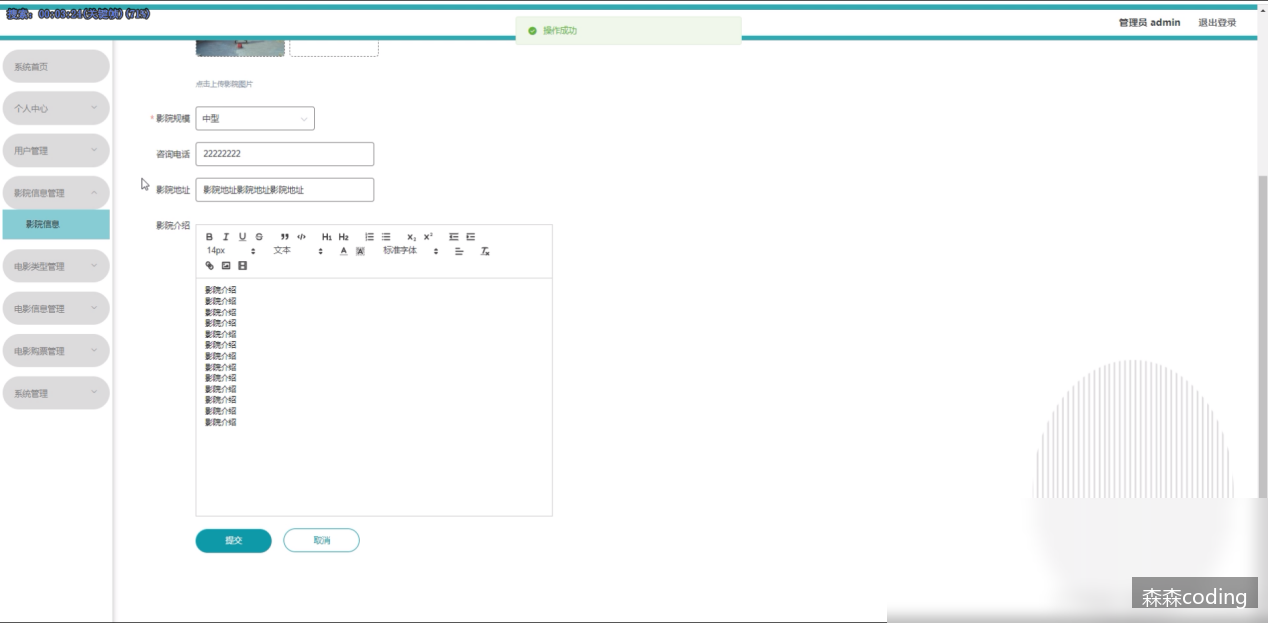 搜索: 00:03:26(关键帧) (71%)
操作成功
管理员 admin
退出登录
系统首页
个人中心
用户管理
影院信息管理
影院信息
电影类型管理
电影信息管理
电影购票管理
系统管理
点击上传影院图片
* 影院规模
中型
咨询电话
22222222
影院地址
影院地址影院地址影院地址
影院介绍
B I U S ” </> H1 H2 X₂ X²
14px 文本 A A 标准字体 Tx
影院介绍
影院介绍
影院介绍
影院介绍
影院介绍
影院介绍
影院介绍
影院介绍
影院介绍
影院介绍
影院介绍
影院介绍
影院介绍
提交
取消
森森coding